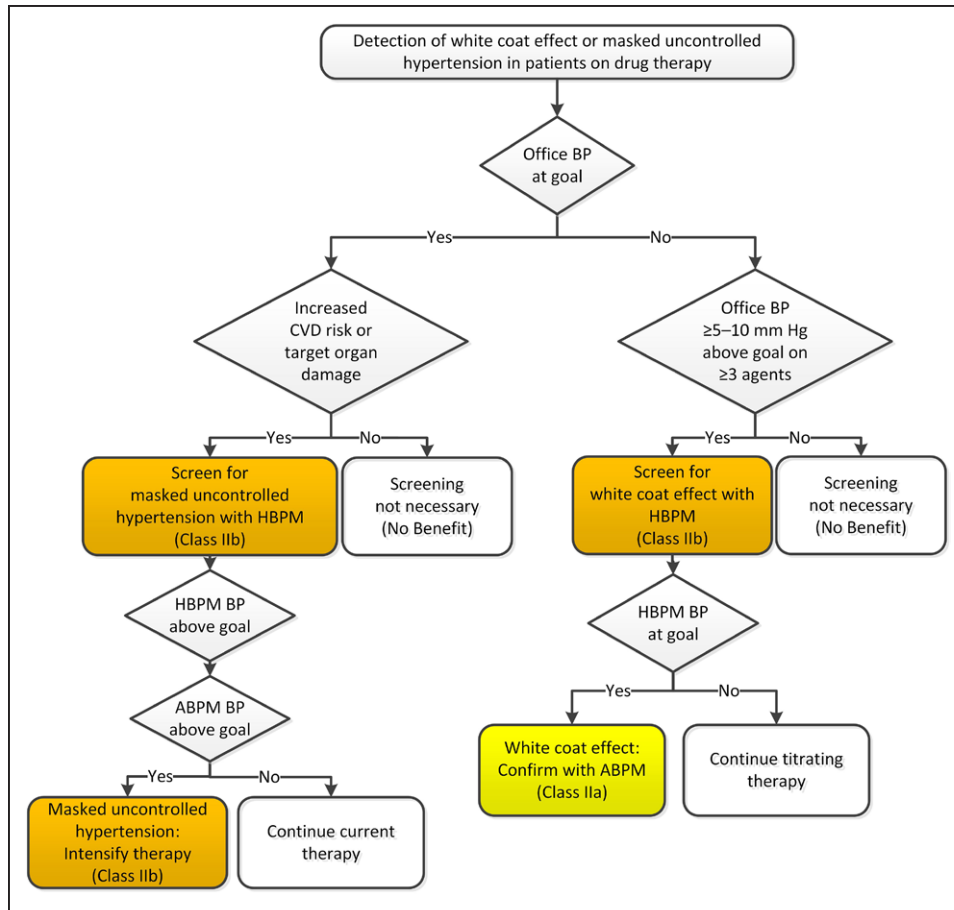 Detection of white coat effect or masked uncontrolled
hypertension in patients on drug therapy
Office BP
at goal
Yes
No
Increased
CVD risk or
target organ
damage
Office BP
≥5–10 mm Hg
above goal on
≥3 agents
Yes
No
Yes
No
Screen for
masked uncontrolled
hypertension with HBPM
(Class IIb)
Screening
not necessary
(No Benefit)
Screen for
white coat effect with
HBPM
(Class IIb)
Screening
not necessary
(No Benefit)
HBPM BP
above goal
HBPM BP
at goal
ABPM BP
above goal
Yes
No
Yes
No
White coat effect:
Confirm with ABPM
(Class IIa)
Continue titrating
therapy
Masked uncontrolled
hypertension:
Intensify therapy
(Class IIb)
Continue current
therapy